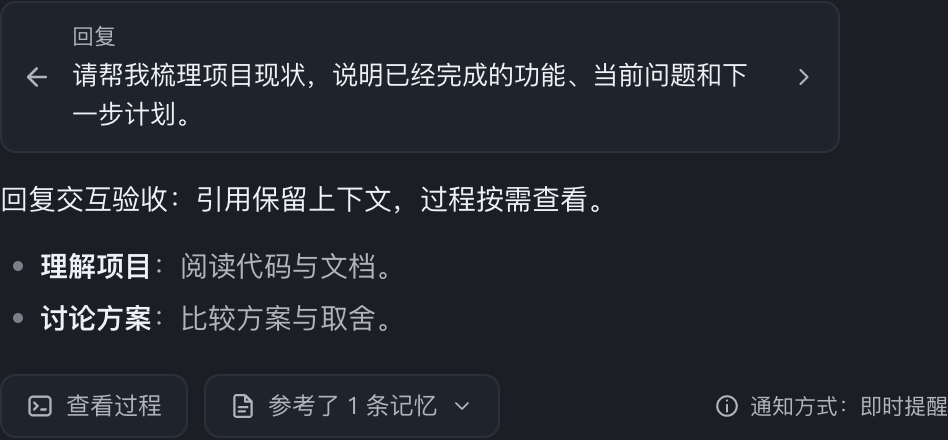 回复
请帮我梳理项目现状，说明已经完成的功能、当前问题和下
一步计划。
回复交互验收：引用保留上下文，过程按需查看。
理解项目：阅读代码与文档。
讨论方案：比较方案与取舍。
查看过程 参考了 1 条记忆 通知方式：即时提醒